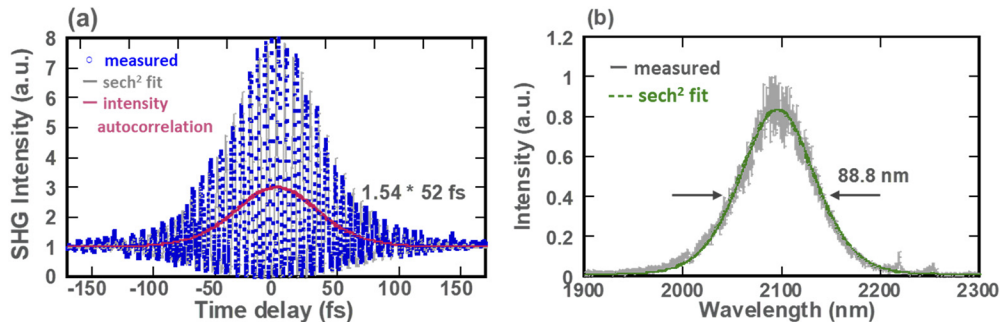 (a)
8
7
6
5
4
3
2
1
0
SHG Intensity (a.u.)
measured
sech² fit
intensity
autocorrelation
1.54 * 52 fs
-150 -100 -50 0 50 100 150
Time delay (fs)
(b)
1.2
1
0.8
0.6
0.4
0.2
0
Intensity (a.u.)
measured
sech² fit
88.8 nm
1900 2000 2100 2200 2300
Wavelength (nm)